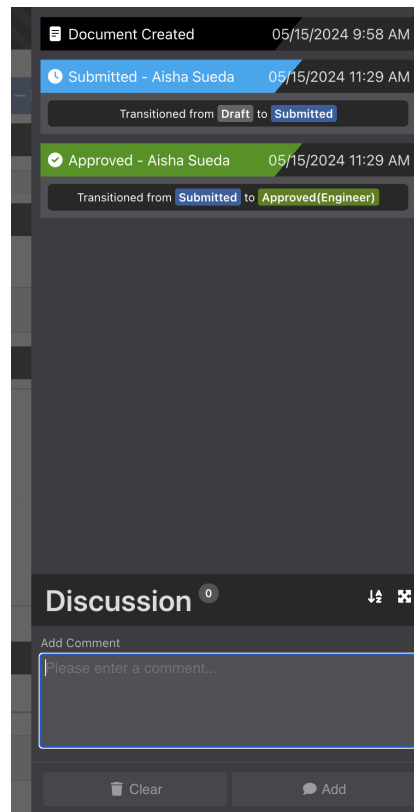 Document Created 05/15/2024 9:58 AM
Submitted - Aisha Sueda 05/15/2024 11:29 AM
Transitioned from Draft to Submitted
Approved - Aisha Sueda 05/15/2024 11:29 AM
Transitioned from Submitted to Approved(Engineer)
Discussion 0
Add Comment
Please enter a comment...
Clear Add